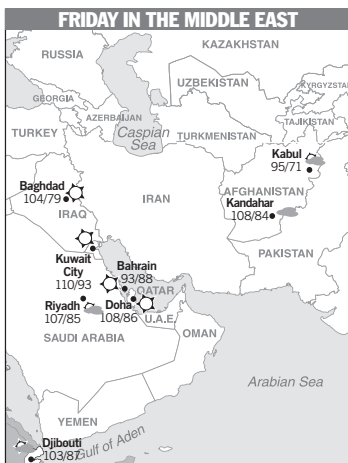 FRIDAY IN THE MIDDLE EAST
KAZAKHSTAN
RUSSIA
UZBEKISTAN
KYRGYZSTAN
GEORGIA
AZERBAIJAN
TAJIKISTAN
TURKEY
Caspian
Sea
TURKMENISTAN
Kabul
95/71
Baghdad
104/79
IRAQ
IRAN
AFGHANISTAN
Kandahar
108/84
PAKISTAN
Kuwait
City
110/93
Bahrain
93/88
QATAR
Riyadh
107/85
Doha
108/86
U.A.E.
SAUDI ARABIA
OMAN
Arabian Sea
YEMEN
Djibouti
103/87
Gulf of Aden